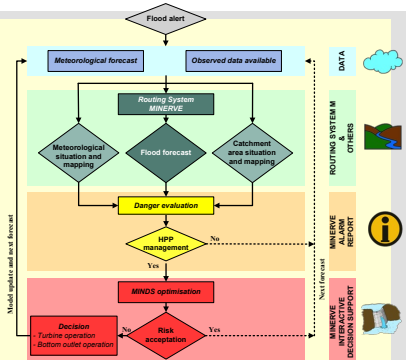 Flood alert
Meteorological forecast
Observed data available
DATA
Routing System
MINERVE
Meteorological
situation and
mapping
Flood forecast
Catchment
area situation
and mapping
ROUTING SYSTEM M
&
OTHERS
Danger evaluation
HPP
management
No
Yes
MINERVE
ALARM
REPORT
MINDS optimisation
Decision
- Turbine operation
- Bottom outlet operation
No
Risk
acceptation
Yes
MINERVE
INTERACTIVE
DECISION SUPPORT
Model update and next forecast
Next forecast